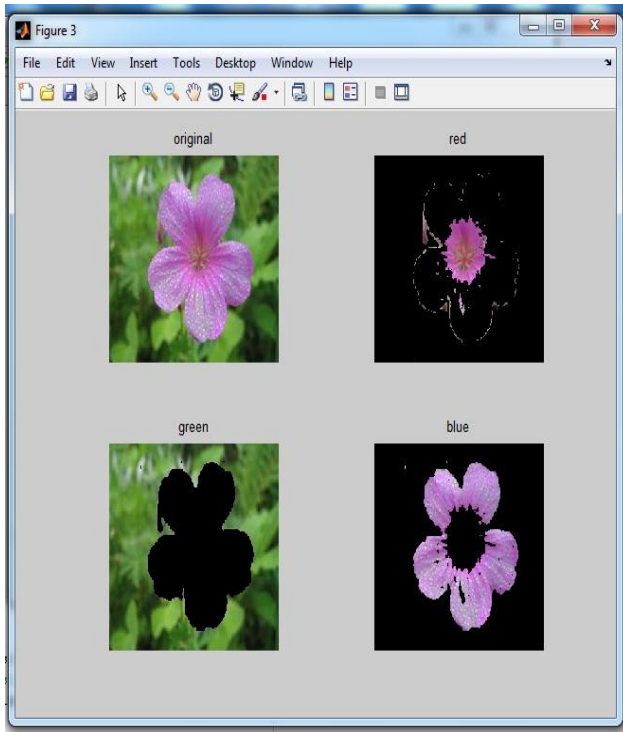 Figure 3
File Edit View Insert Tools Desktop Window Help
original
red
green
blue